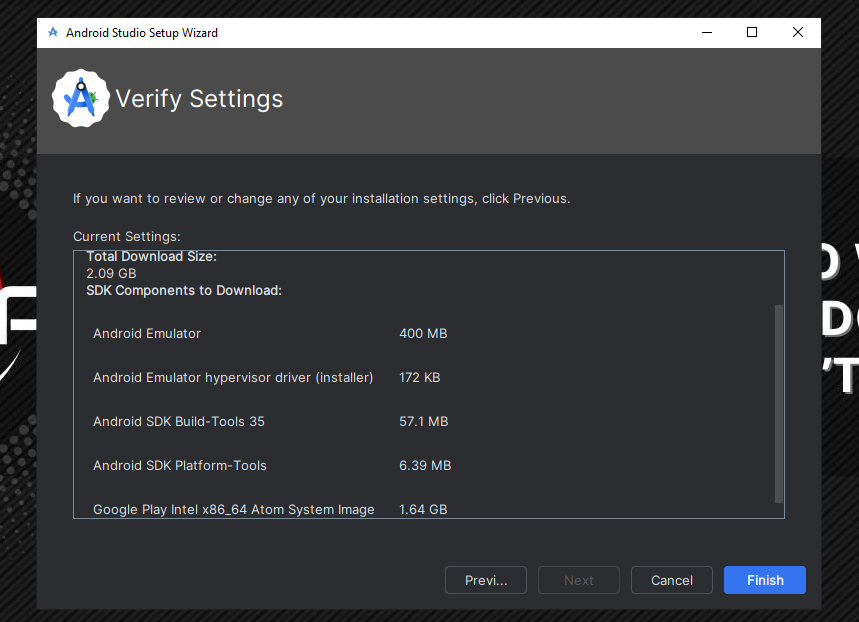 Android Studio Setup Wizard
Verify Settings
If you want to review or change any of your installation settings, click Previous.
Current Settings:
Total Download Size:
2.09 GB
SDK Components to Download:
Android Emulator 400 MB
Android Emulator hypervisor driver (installer) 172 KB
Android SDK Build-Tools 35 57.1 MB
Android SDK Platform-Tools 6.39 MB
Google Play Intel x86_64 Atom System Image 1.64 GB
Previ... Next Cancel Finish